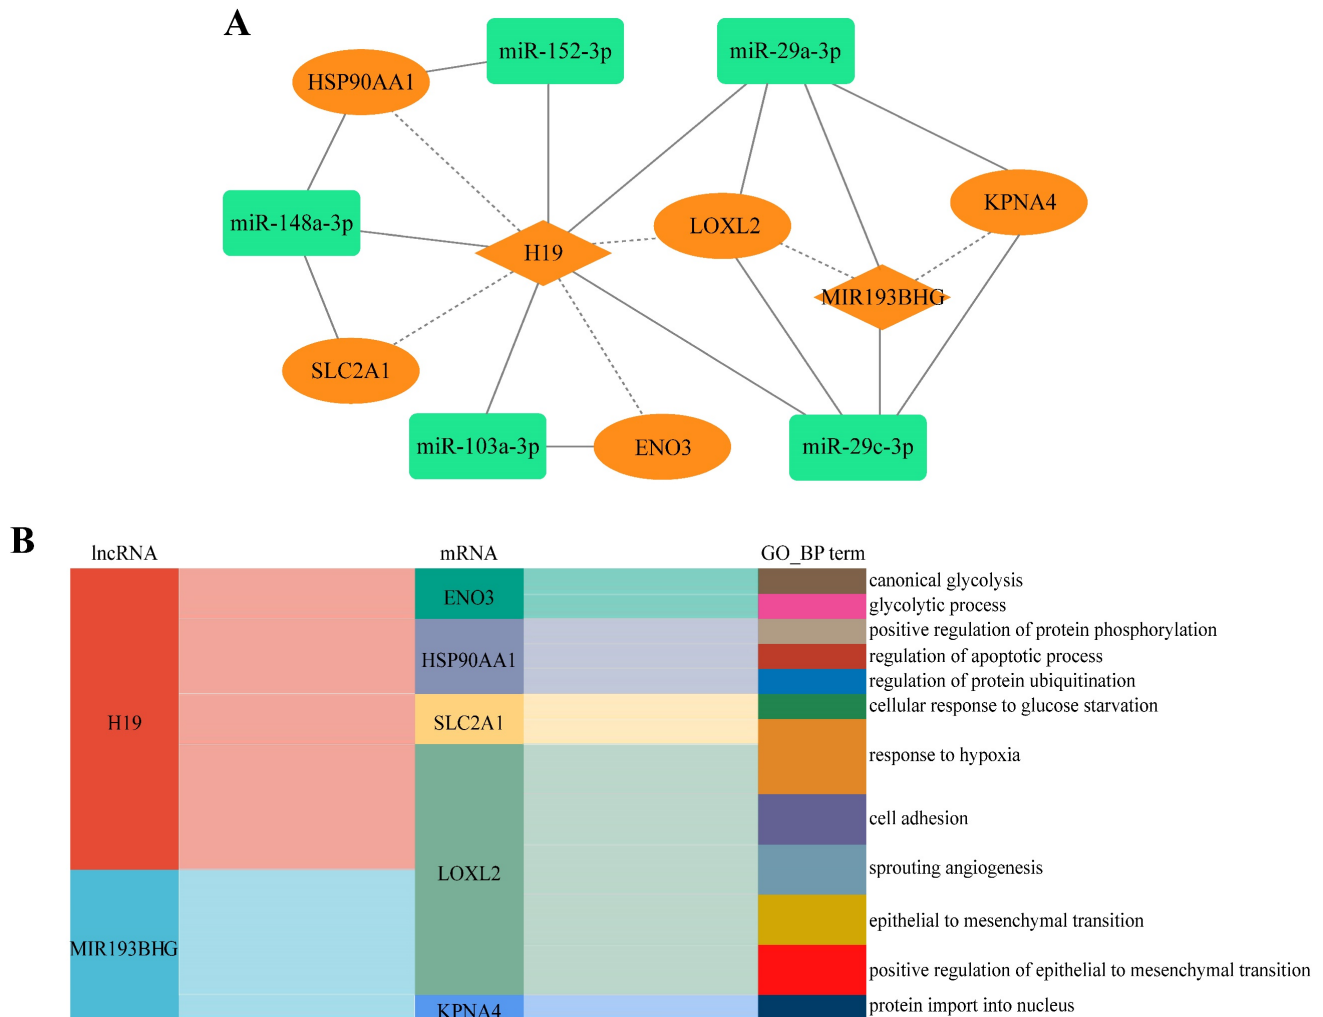 A
miR-152-3p
miR-29a-3p
HSP90AA1
miR-148a-3p
LOXL2
KPNA4
H19
MIR193BHG
SLC2A1
miR-103a-3p
ENO3
miR-29c-3p
B
lncRNA
mRNA
GO_BP term
canonical glycolysis
ENO3
glycolytic process
positive regulation of protein phosphorylation
HSP90AA1
regulation of apoptotic process
regulation of protein ubiquitination
cellular response to glucose starvation
H19
SLC2A1
response to hypoxia
cell adhesion
LOXL2
sprouting angiogenesis
epithelial to mesenchymal transition
MIR193BHG
positive regulation of epithelial to mesenchymal transition
KPNA4
protein import into nucleus